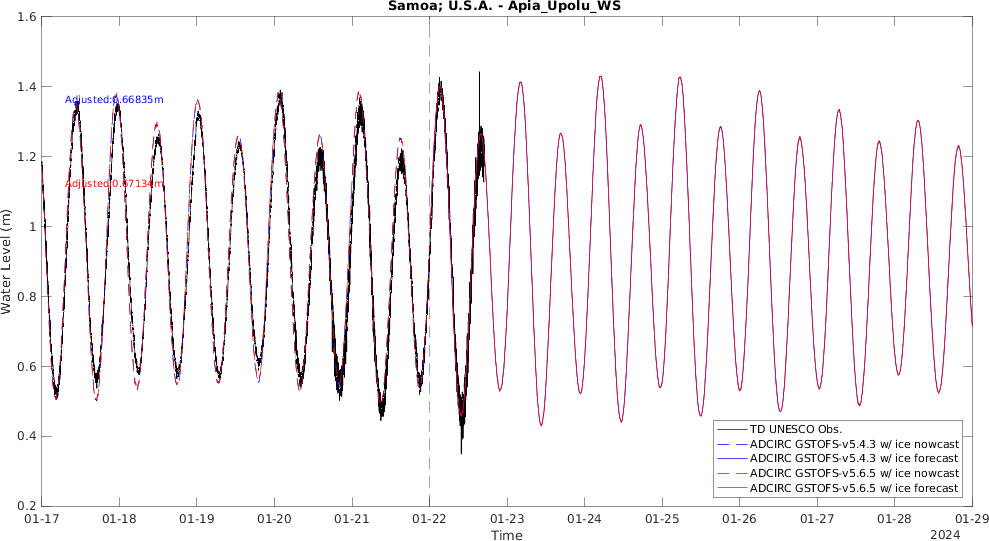 Samoa; U.S.A. - Apia_Upolu_WS
1.6
1.4
1.2
1
0.8
0.6
0.4
0.2
Water Level (m)
Adjusted:0.66835m
Adjusted:0.67134m
TD UNESCO Obs.
ADCIRC GSTOFS-v5.4.3 w/ ice nowcast
ADCIRC GSTOFS-v5.4.3 w/ ice forecast
ADCIRC GSTOFS-v5.6.5 w/ ice nowcast
ADCIRC GSTOFS-v5.6.5 w/ ice forecast
01-17 01-18 01-19 01-20 01-21 01-22 01-23 01-24 01-25 01-26 01-27 01-28 01-29
Time
2024